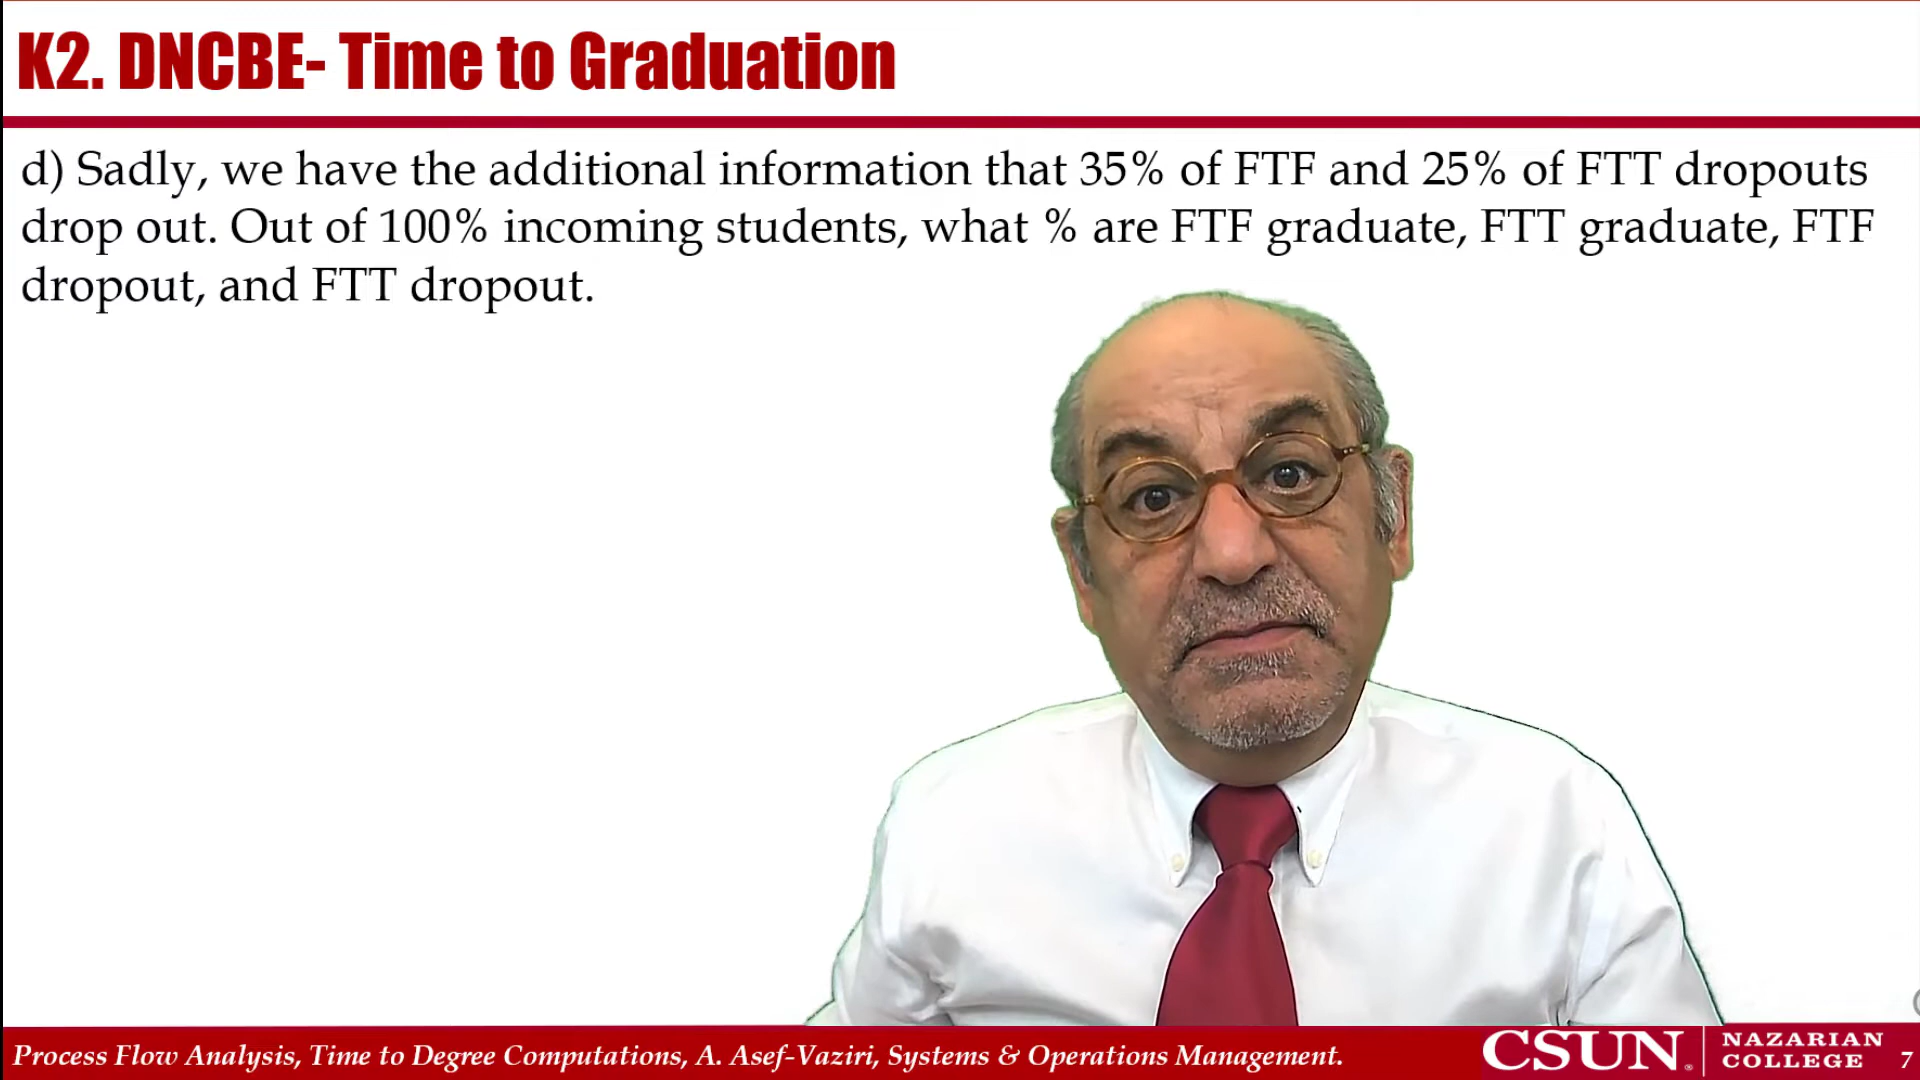 K2. DNCBE- Time to Graduation
d) Sadly, we have the additional information that 35% of FTF and 25% of FTT dropouts
drop out. Out of 100% incoming students, what % are FTF graduate, FTT graduate, FTF
dropout, and FTT dropout.
Process Flow Analysis, Time to Degree Computations, A. Asef-Vaziri, Systems & Operations Management.
CSUN®
NAZARIAN
COLLEGE
7